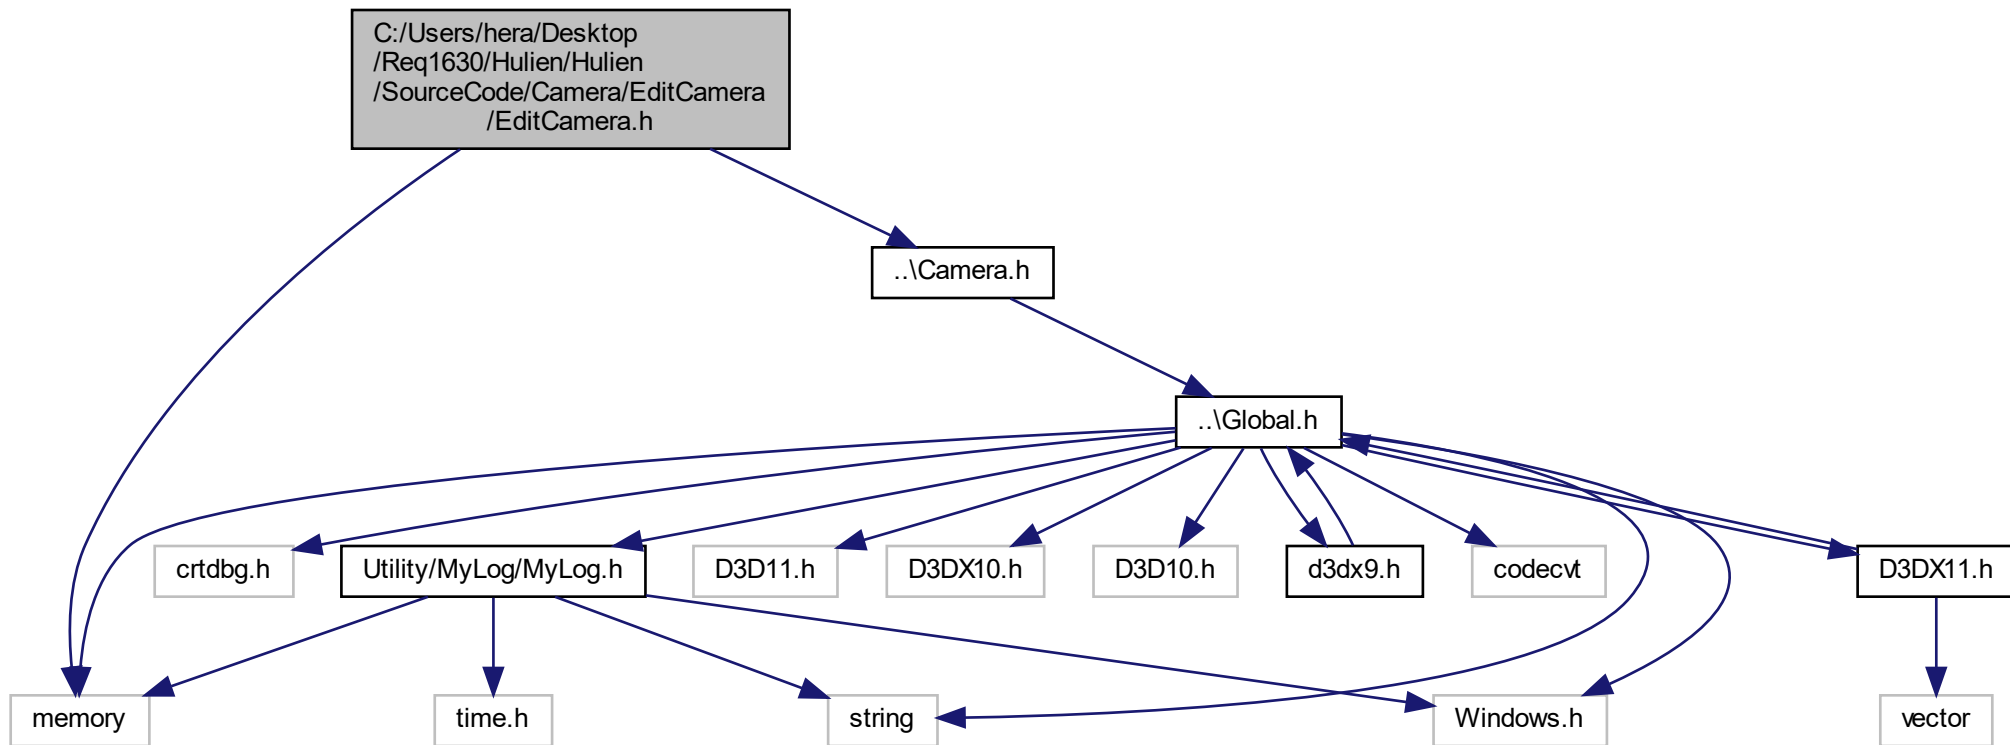 C:/Users/hera/Desktop
/Req1630/Hulien/Hulien
/SourceCode/Camera/EditCamera
/EditCamera.h
..\Camera.h
..\Global.h
crtdbg.h
Utility/MyLog/MyLog.h
D3D11.h
D3DX10.h
D3D10.h
d3dx9.h
codecvt
D3DX11.h
memory
time.h
string
Windows.h
vector